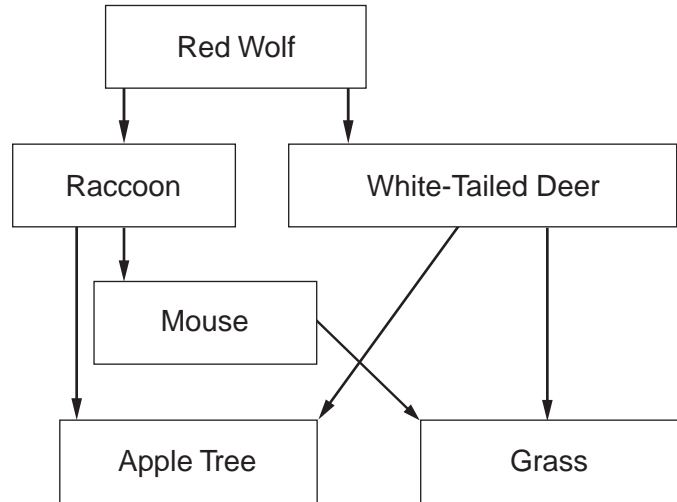 Red Wolf
Raccoon
White-Tailed Deer
Mouse
Apple Tree
Grass